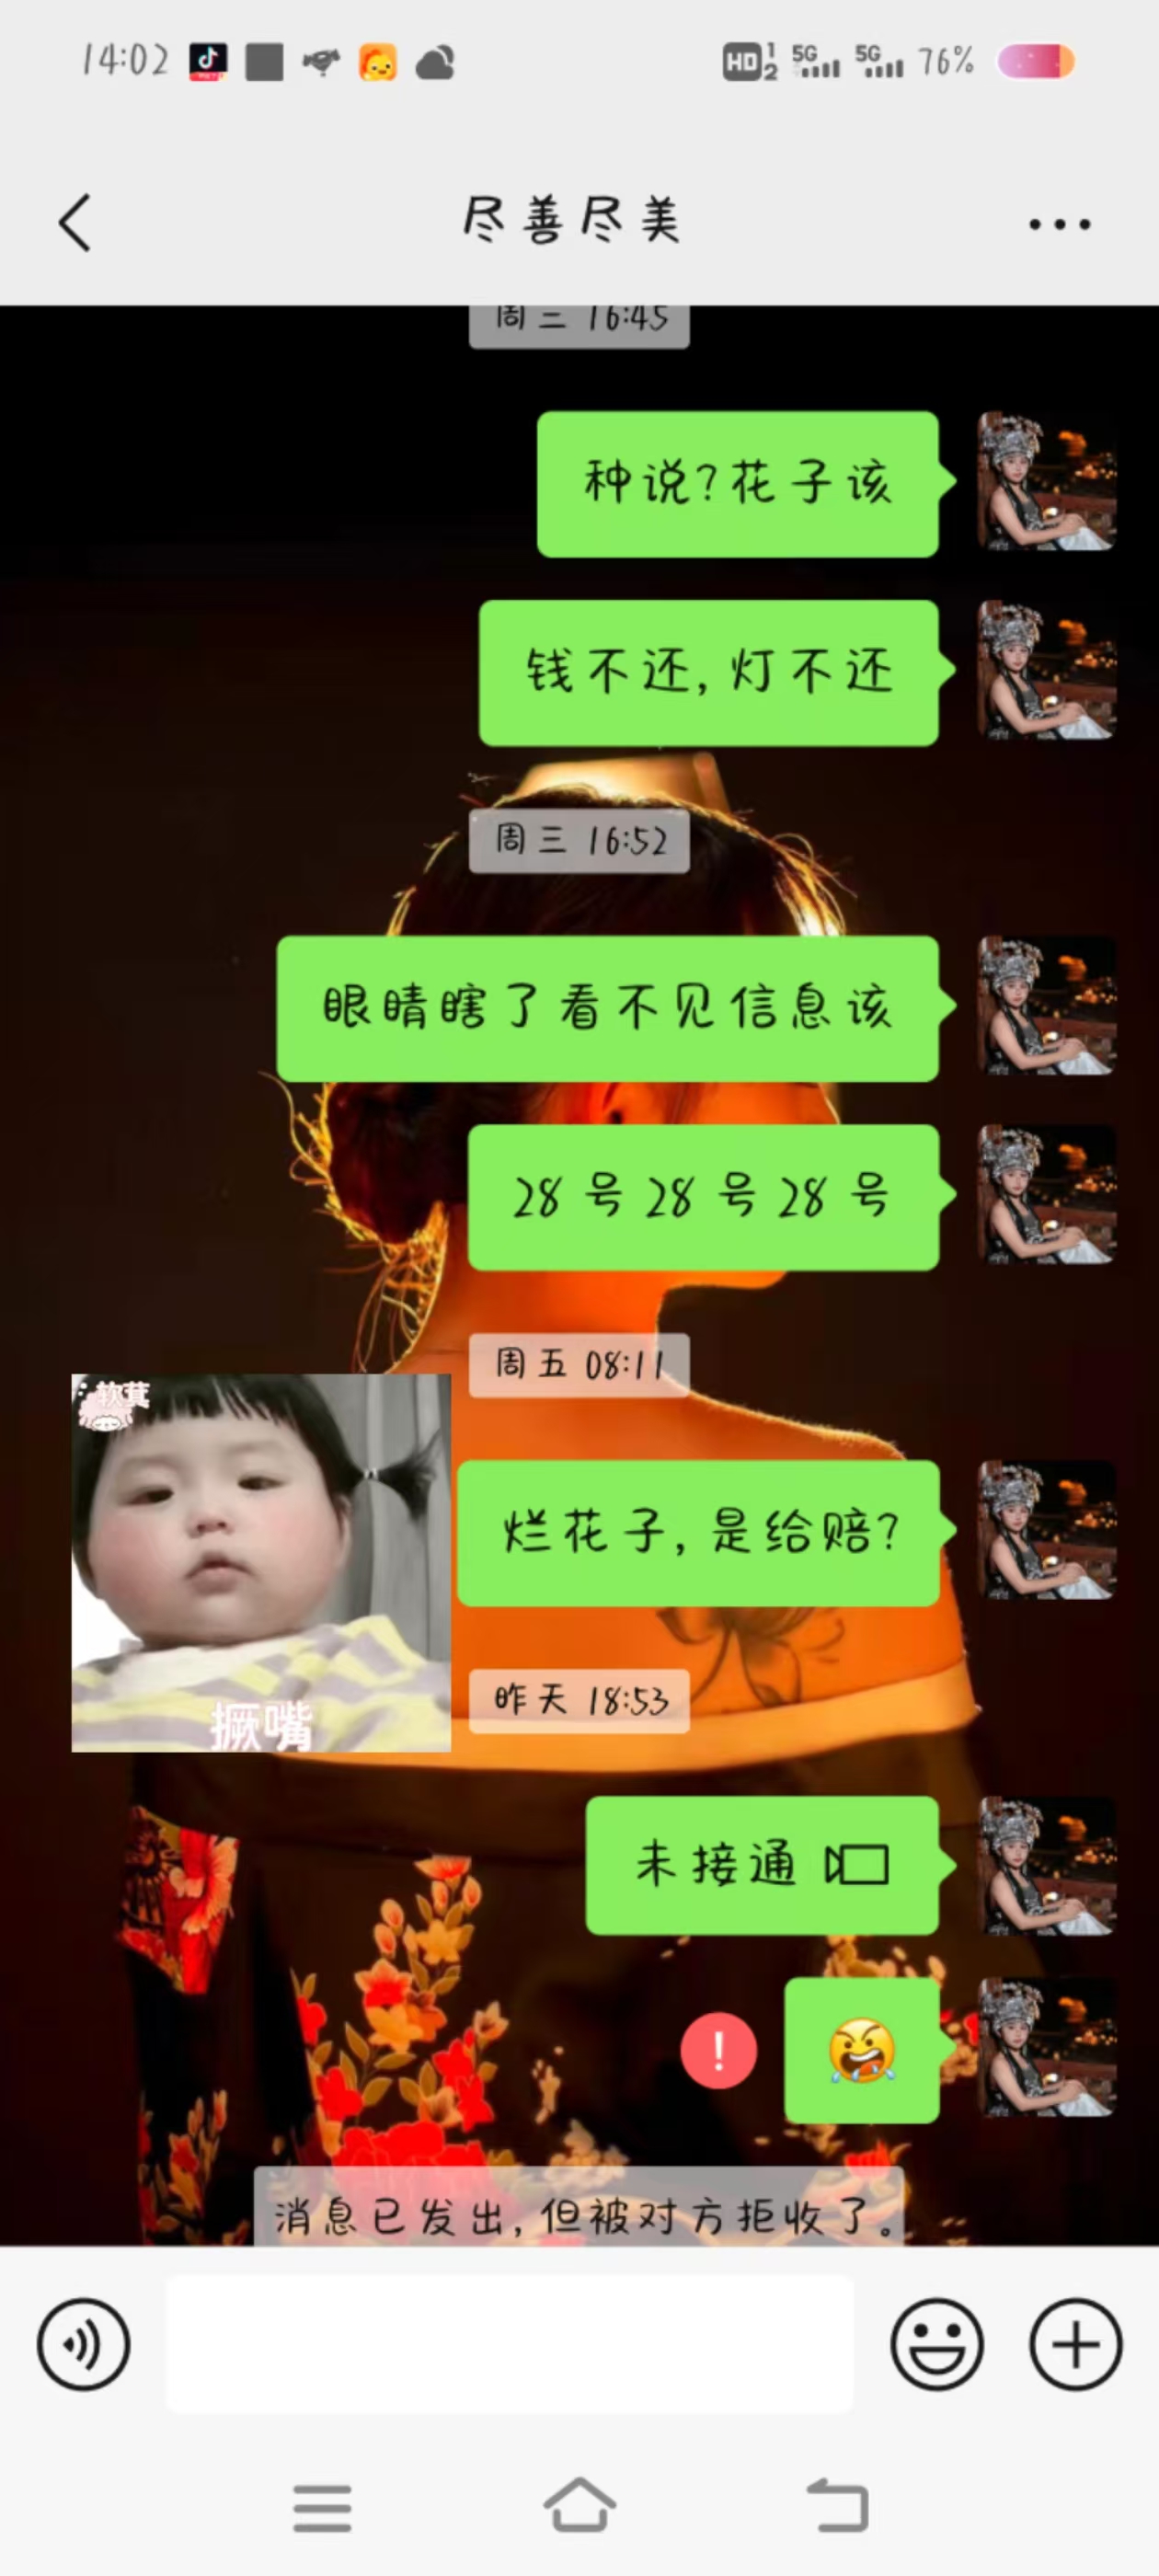 14:02 HD 1 2 5G 5G 76%
尽善尽美
周三 16:45
种说?花子该
钱不还,灯不还
周三 16:52
眼睛瞎了看不见信息该
28号28号28号
周五 08:11
软萁
烂花子,是给赔?
撅嘴
昨天 18:53
未接通
!
消息已发出,但被对方拒收了。